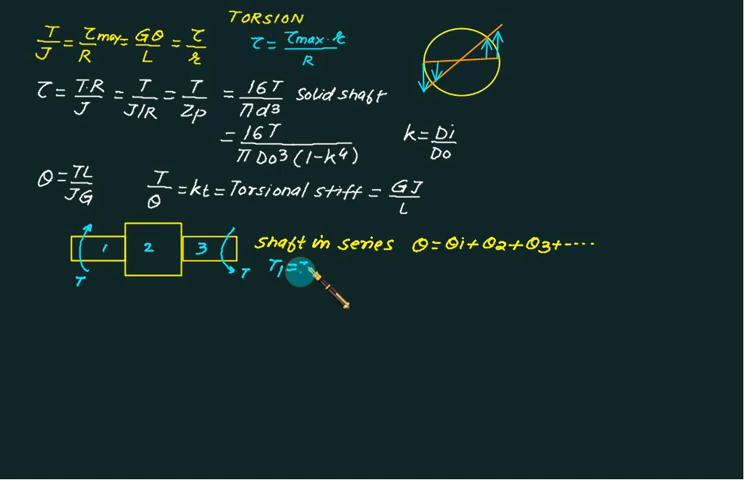 TORSION
T/J = τmax/R = Gθ/L = τ/r
τ = τmax·r/R
τ = T.R/J = T/J/R = T/Zp = 16T/πd³ Solid shaft
= 16T/πDo³(1-k⁴)
k = Di/Do
θ = TL/JG
T/θ = kt = Torsional stiff = GJ/L
1 2 3
T T
Shaft in series θ = θ1+θ2+θ3+----
T1 =